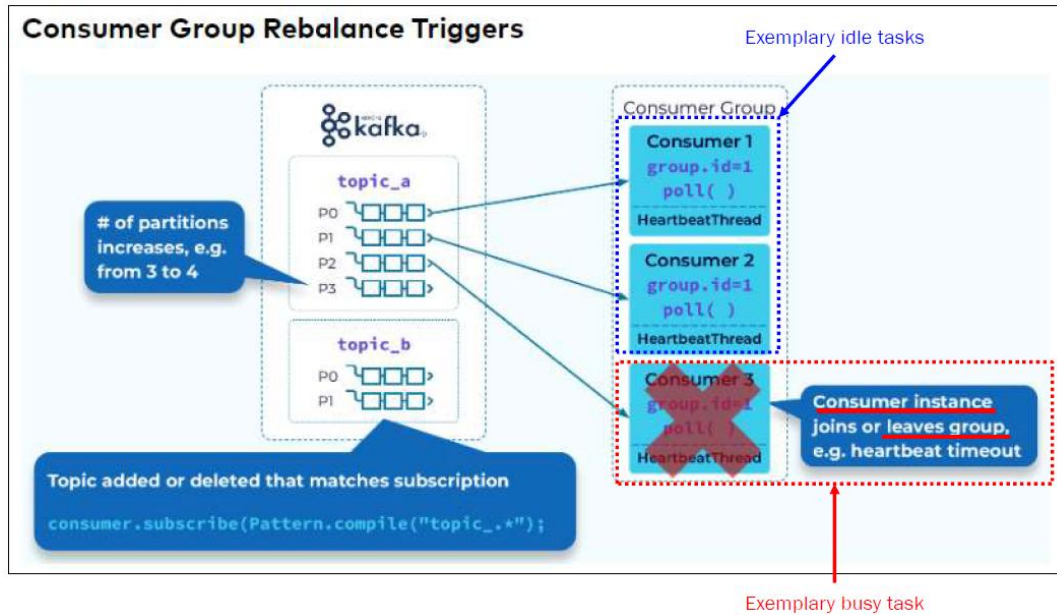 Consumer Group Rebalance Triggers
Exemplary idle tasks
kafka
topic_a
P0
P1
P2
P3
# of partitions
increases, e.g.
from 3 to 4
topic_b
P0
P1
Topic added or deleted that matches subscription
consumer.subscribe(Pattern.compile("topic_.*");
Consumer Group
Consumer 1
group.id=1
poll( )
HeartbeatThread
Consumer 2
group.id=1
poll( )
HeartbeatThread
Consumer 3
group.id=1
poll( )
HeartbeatThread
Consumer instance
joins or leaves group,
e.g. heartbeat timeout
Exemplary busy task